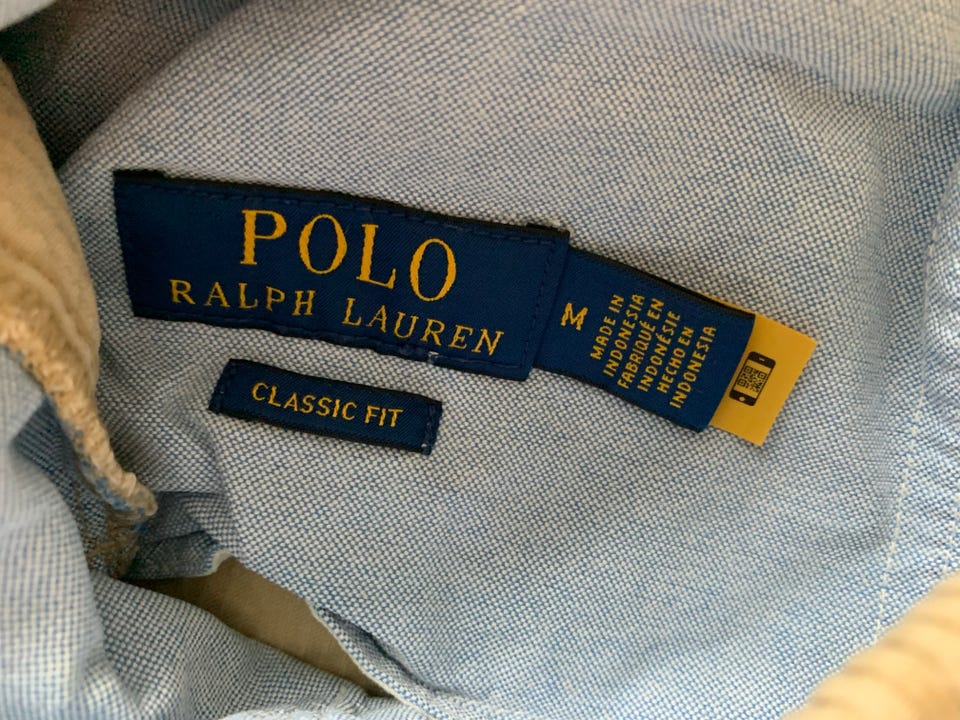 POLO
RALPH LAUREN
CLASSIC FIT
M
MADE IN
INDONESIA
FABRIQUÉ EN
INDONÉSIE
HECHO EN
INDONESIA